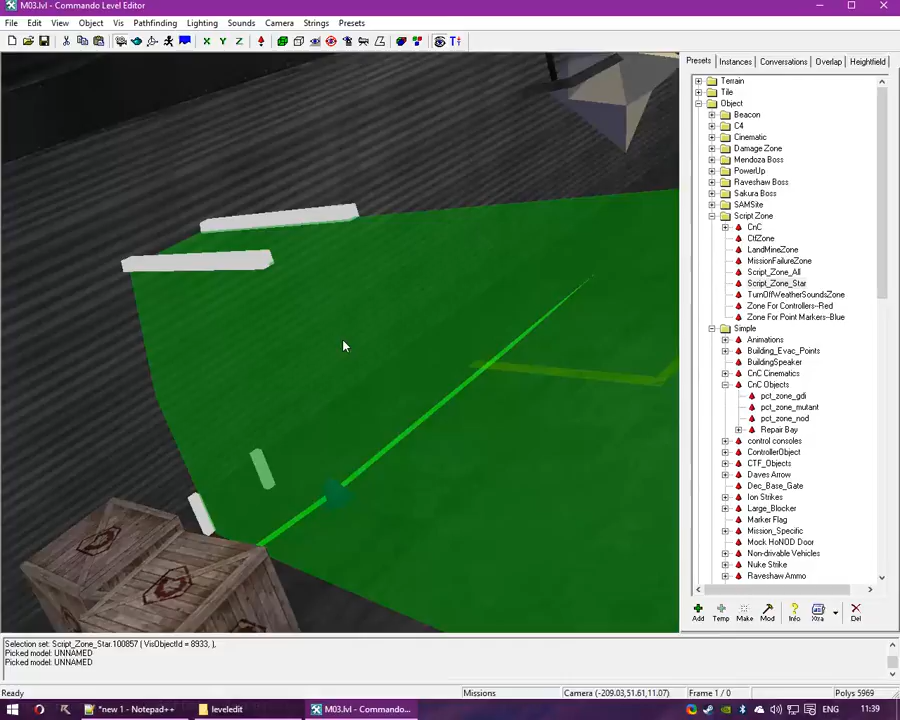 M03.lvl - Commando Level Editor
File Edit View Object Vis Pathfinding Lighting Sounds Camera Strings Presets
X Y Z
Presets Instances Conversations Overlap Heightfield
Terrain
Tile
Object
Beacon
C4
Cinematic
Damage Zone
Mendoza Boss
PowerUp
Raveshaw Boss
Sakura Boss
SAMSite
Script Zone
CnC
CtfZone
LandMineZone
MissionFailureZone
Script_Zone_All
Script_Zone_Star
TurnOffWeatherSoundsZone
Zone For Controllers--Red
Zone For Point Markers--Blue
Simple
Animations
Building_Evac_Points
BuildingSpeaker
CnC Cinematics
CnC Objects
pct_zone_gdi
pct_zone_mutant
pct_zone_nod
Repair Bay
control consoles
ControllerObject
CTF_Objects
Daves Arrow
Dec_Base_Gate
Ion Strikes
Large_Blocker
Marker Flag
Mission_Specific
Mock HoNOD Door
Non-drivable Vehicles
Nuke Strike
Raveshaw Ammo
Add Temp Make Mod Info Xtra Del
Selection set: Script_Zone_Star.100857 ( VisObjectId = 8933, ),
Picked model: UNNAMED
Picked model: UNNAMED
Ready Missions Camera (-209.03,51.61,11.07) Frame 1 / 0 Polys 5969
*new 1 - Notepad++ leveledit M03.lvl - Commando... ENG 11:39